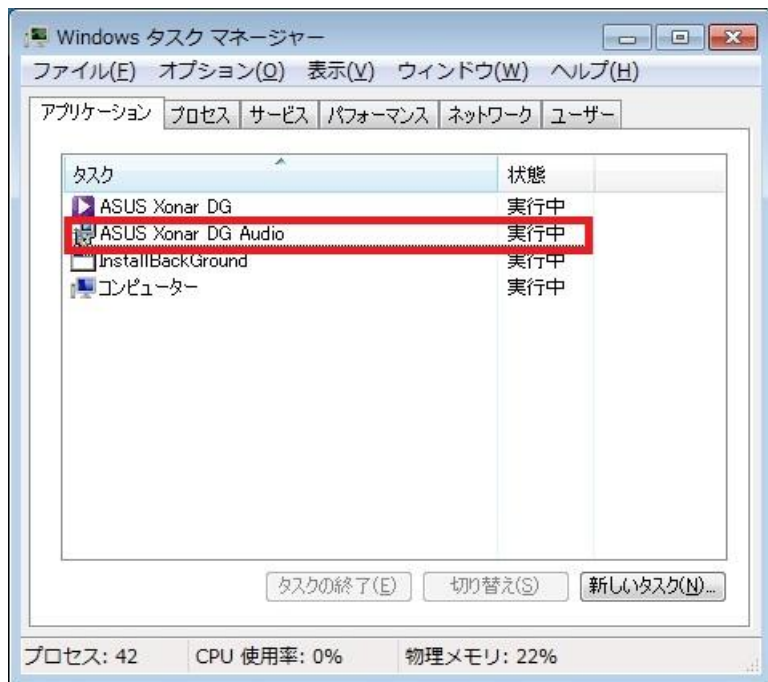 Windows タスク マネージャー
ファイル(F) オプション(O) 表示(V) ウィンドウ(W) ヘルプ(H)
アプリケーション プロセス サービス パフォーマンス ネットワーク ユーザー
タスク 状態
ASUS Xonar DG 実行中
ASUS Xonar DG Audio 実行中
InstallBackGround 実行中
コンピューター 実行中
タスクの終了(E) 切り替え(S) 新しいタスク(N)...
プロセス: 42 CPU 使用率: 0% 物理メモリ: 22%